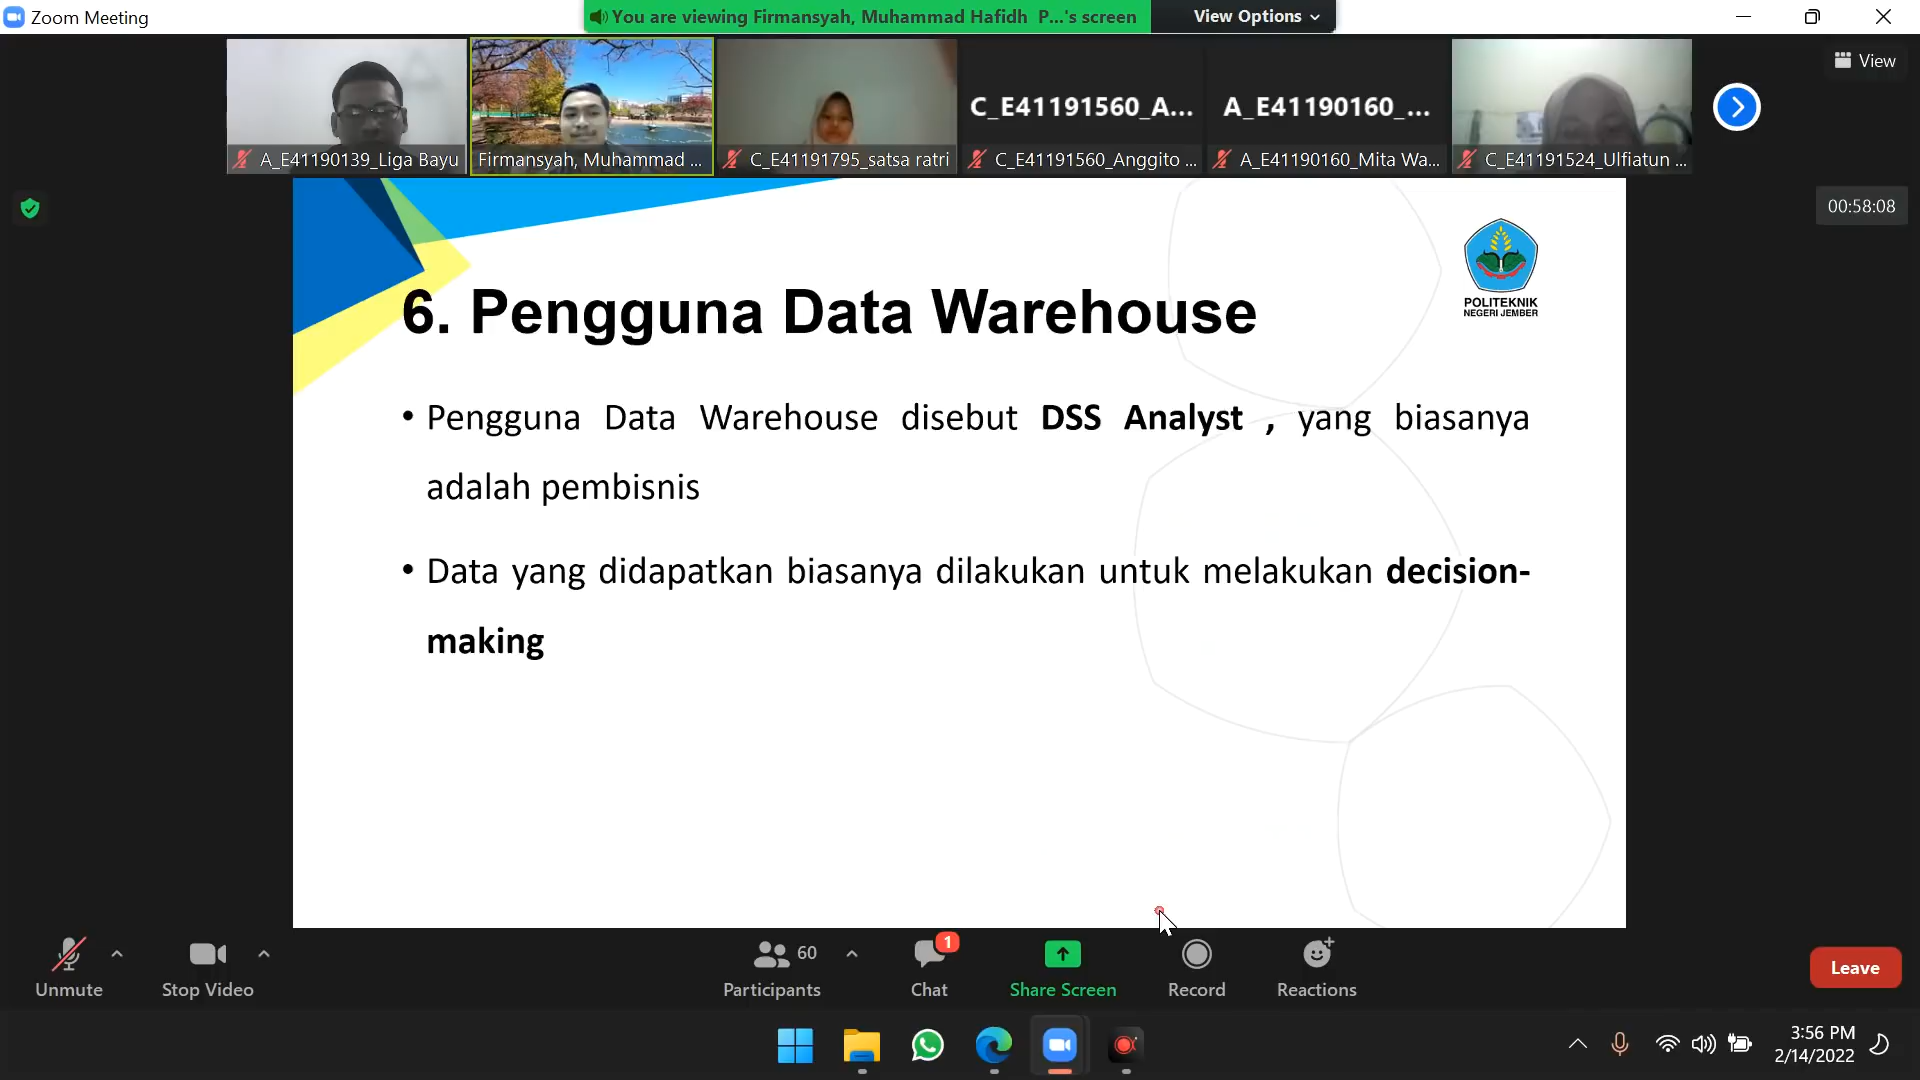 Zoom Meeting
You are viewing Firmansyah, Muhammad Hafidh P...'s screen
View Options
View
C_E41191560_A...
A_E41190160_...
A_E41190139_Liga Bayu
Firmansyah, Muhammad ...
C_E41191795_satsa ratri
C_E41191560_Anggito ...
A_E41190160_Mita Wa...
C_E41191524_Ulfiatun ...
00:58:08
POLITEKNIK
NEGERI JEMBER
6. Pengguna Data Warehouse
• Pengguna Data Warehouse disebut DSS Analyst , yang biasanya
adalah pembisnis
• Data yang didapatkan biasanya dilakukan untuk melakukan decision-
making
Unmute
Stop Video
60
Participants
1
Chat
Share Screen
Record
Reactions
Leave
3:56 PM
2/14/2022